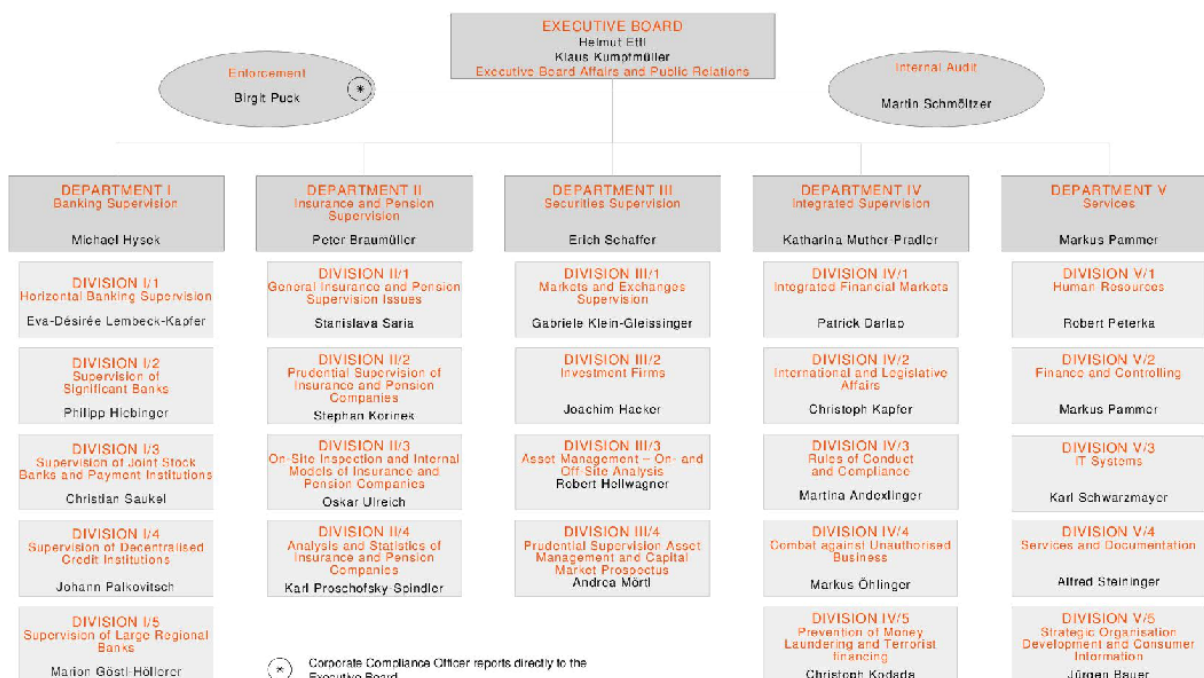 EXECUTIVE BOARD
Helmut Ettl
Klaus Kumpfmüller
Executive Board Affairs and Public Relations
Enforcement
Birgit Puck
*
Internal Audit
Martin Schmöltzer
DEPARTMENT I
Banking Supervision
Michael Hysek
DEPARTMENT II
Insurance and Pension
Supervision
Peter Braumüller
DEPARTMENT III
Securities Supervision
Erich Schaffer
DEPARTMENT IV
Integrated Supervision
Katharina Muther-Pradler
DEPARTMENT V
Services
Markus Pammer
DIVISION I/1
Horizontal Banking Supervision
Eva-Désirée Lembeck-Kapfer
DIVISION II/1
General Insurance and Pension
Supervision Issues
Stanislava Saria
DIVISION III/1
Markets and Exchanges
Supervision
Gabriele Klein-Gleissinger
DIVISION IV/1
Integrated Financial Markets
Patrick Darlap
DIVISION V/1
Human Resources
Robert Peterka
DIVISION I/2
Supervision of
Significant Banks
Philipp Hiebinger
DIVISION II/2
Prudential Supervision of
Insurance and Pension
Companies
Stephan Korinek
DIVISION III/2
Investment Firms
Joachim Hacker
DIVISION IV/2
International and Legislative
Affairs
Christoph Kapfer
DIVISION V/2
Finance and Controlling
Markus Pammer
DIVISION I/3
Supervision of Joint Stock
Banks and Payment Institutions
Christian Saukel
DIVISION II/3
On-Site Inspection and Internal
Models of Insurance and
Pension Companies
Oskar Ulreich
DIVISION III/3
Asset Management – On- and
Off-Site Analysis
Robert Hellwagner
DIVISION IV/3
Rules of Conduct
and Compliance
Martina Andexlinger
DIVISION V/3
IT Systems
Karl Schwarzmayer
DIVISION I/4
Supervision of Decentralised
Credit Institutions
Johann Palkovitsch
DIVISION II/4
Analysis and Statistics of
Insurance and Pension
Companies
Karl Proschofsky-Spindler
DIVISION III/4
Prudential Supervision Asset
Management and Capital
Market Prospectus
Andrea Mörtl
DIVISION IV/4
Combat against Unauthorised
Business
Markus Öhlinger
DIVISION V/4
Services and Documentation
Alfred Steininger
DIVISION I/5
Supervision of Large Regional
Banks
Marion Göstl-Höllerer
DIVISION IV/5
Prevention of Money
Laundering and Terrorist
financing
Christoph Kodada
DIVISION V/5
Strategic Organisation
Development and Consumer
Information
Jürgen Bauer
* Corporate Compliance Officer reports directly to the
Executive Board